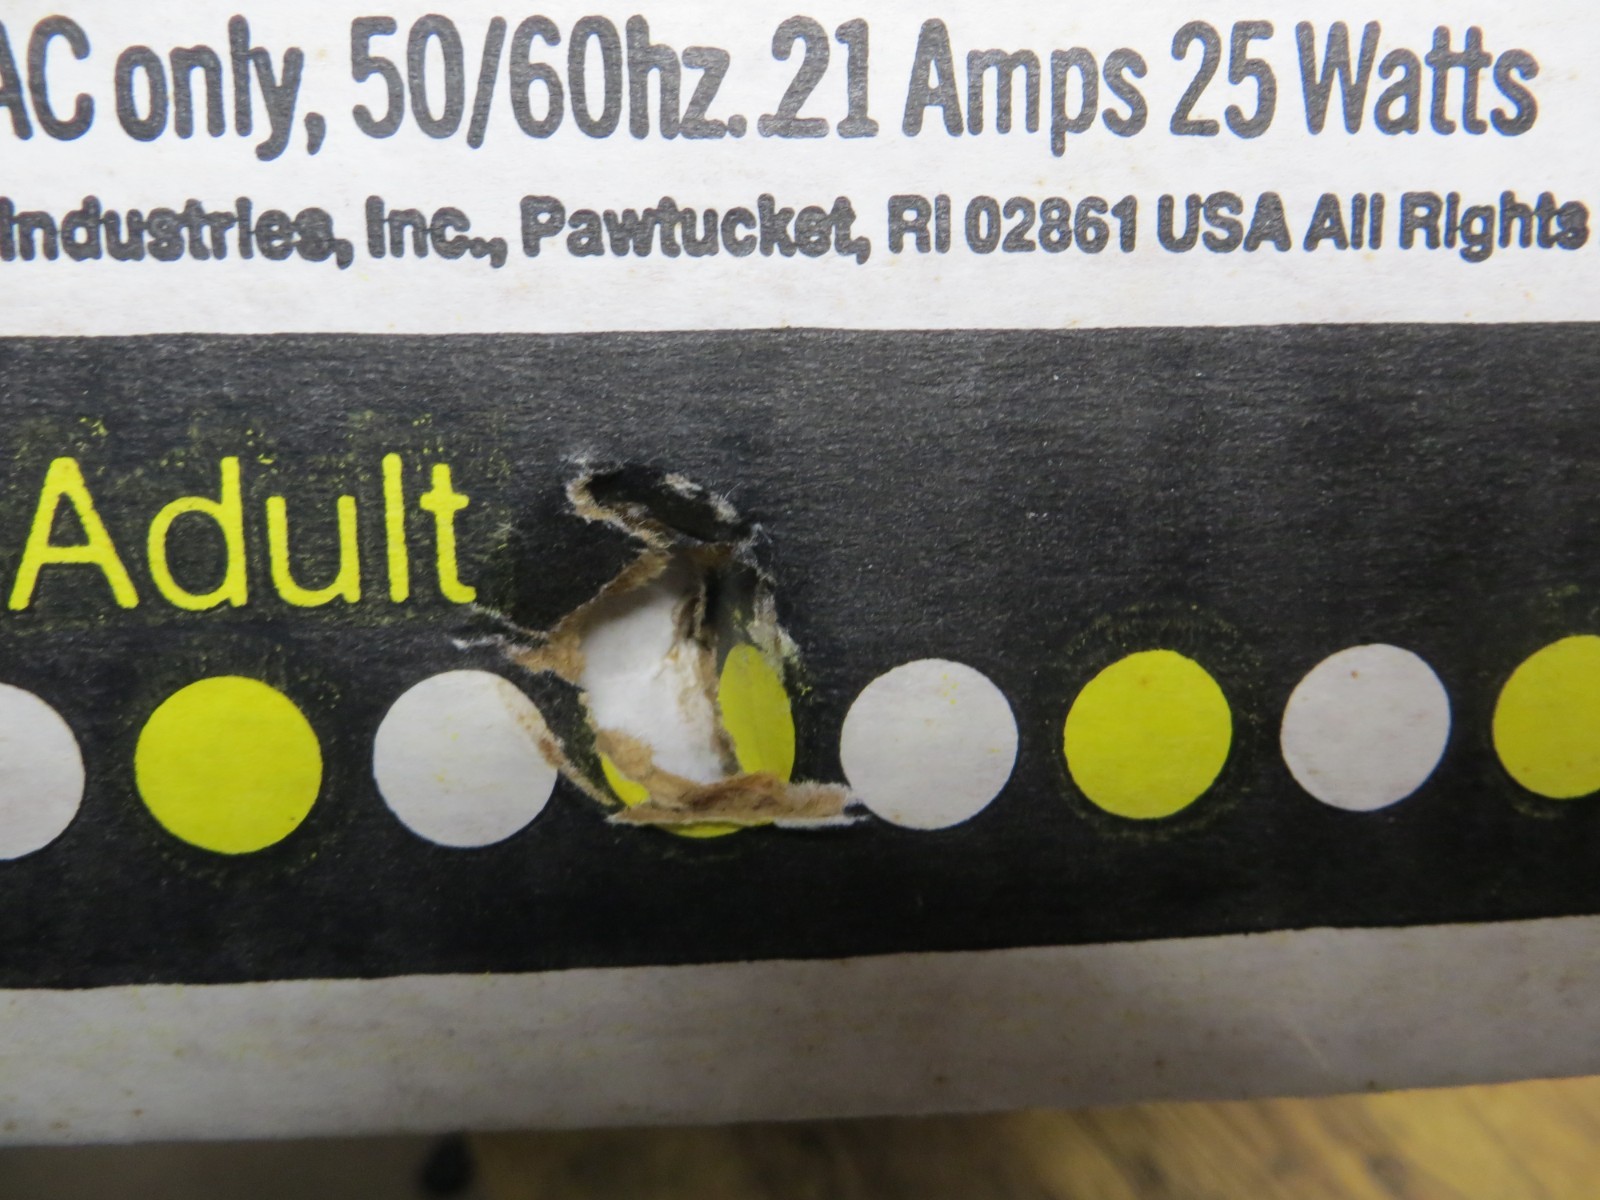 AC only, 50/60hz. .21 Amps 25 Watts
Industries, Inc., Pawtucket, RI 02861 USA All Rights
Adult